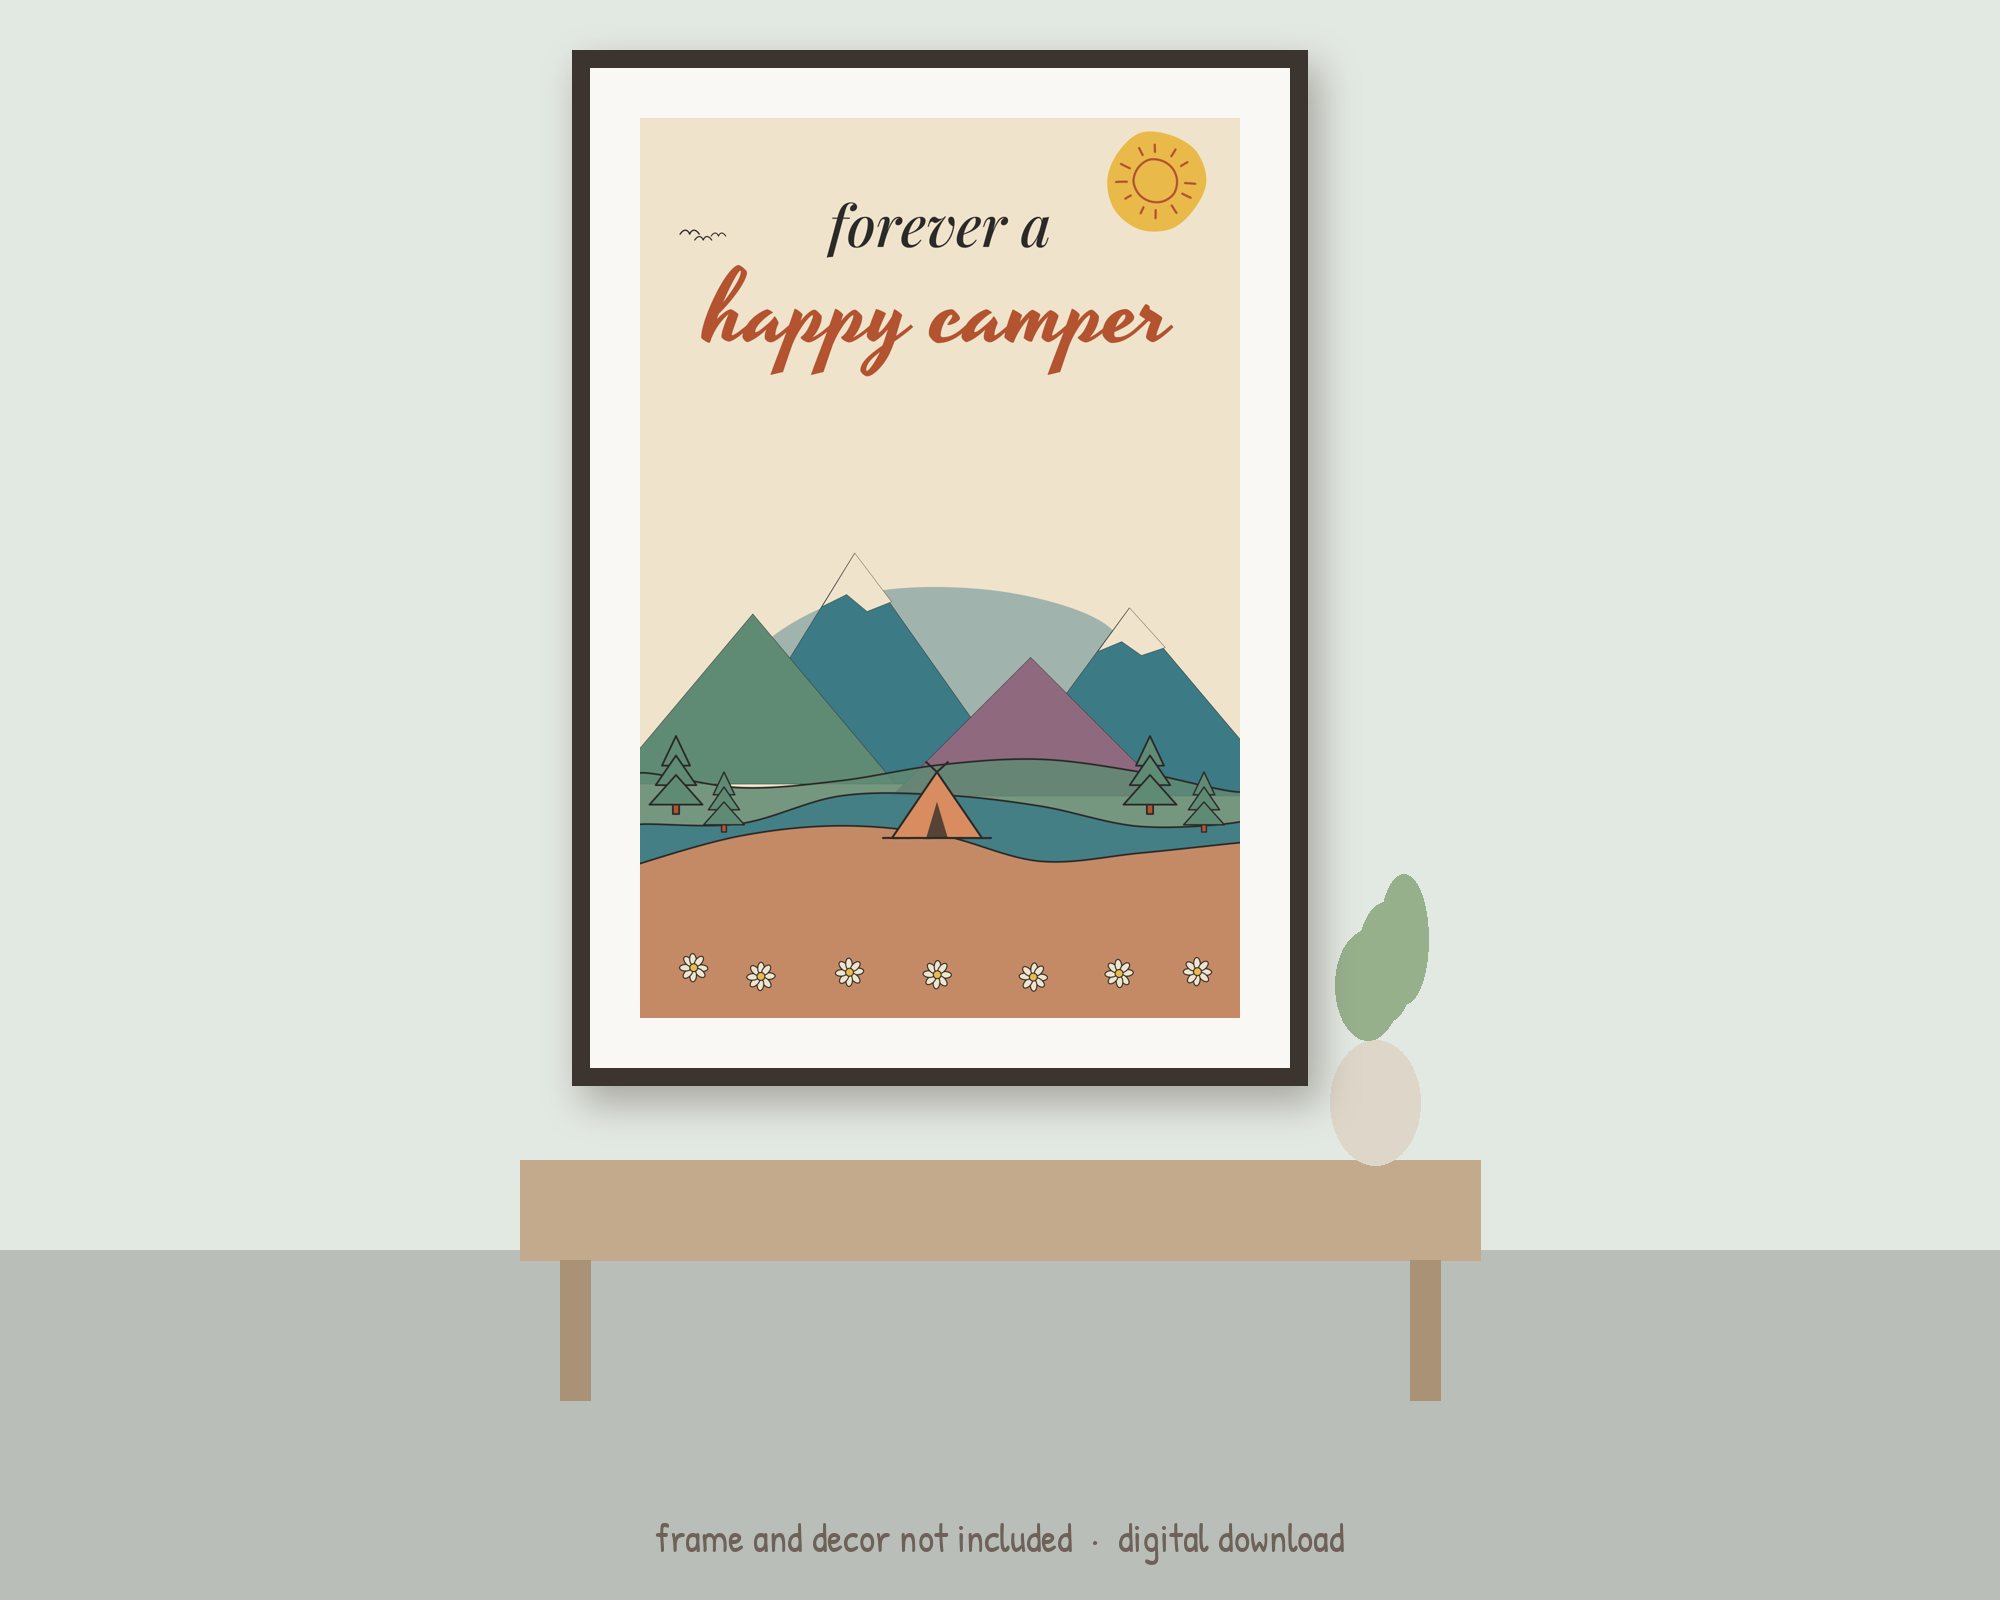 forever a
happy camper
frame and decor not included · digital download